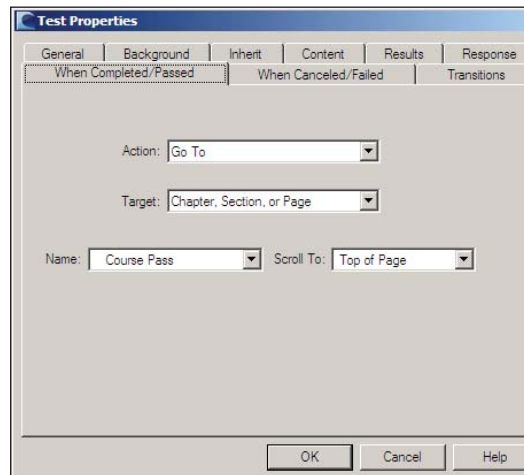 Test Properties
General Background Inherit Content Results Response
When Completed/Passed When Canceled/Failed Transitions
Action: Go To
Target: Chapter, Section, or Page
Name: Course Pass Scroll To: Top of Page
OK Cancel Help